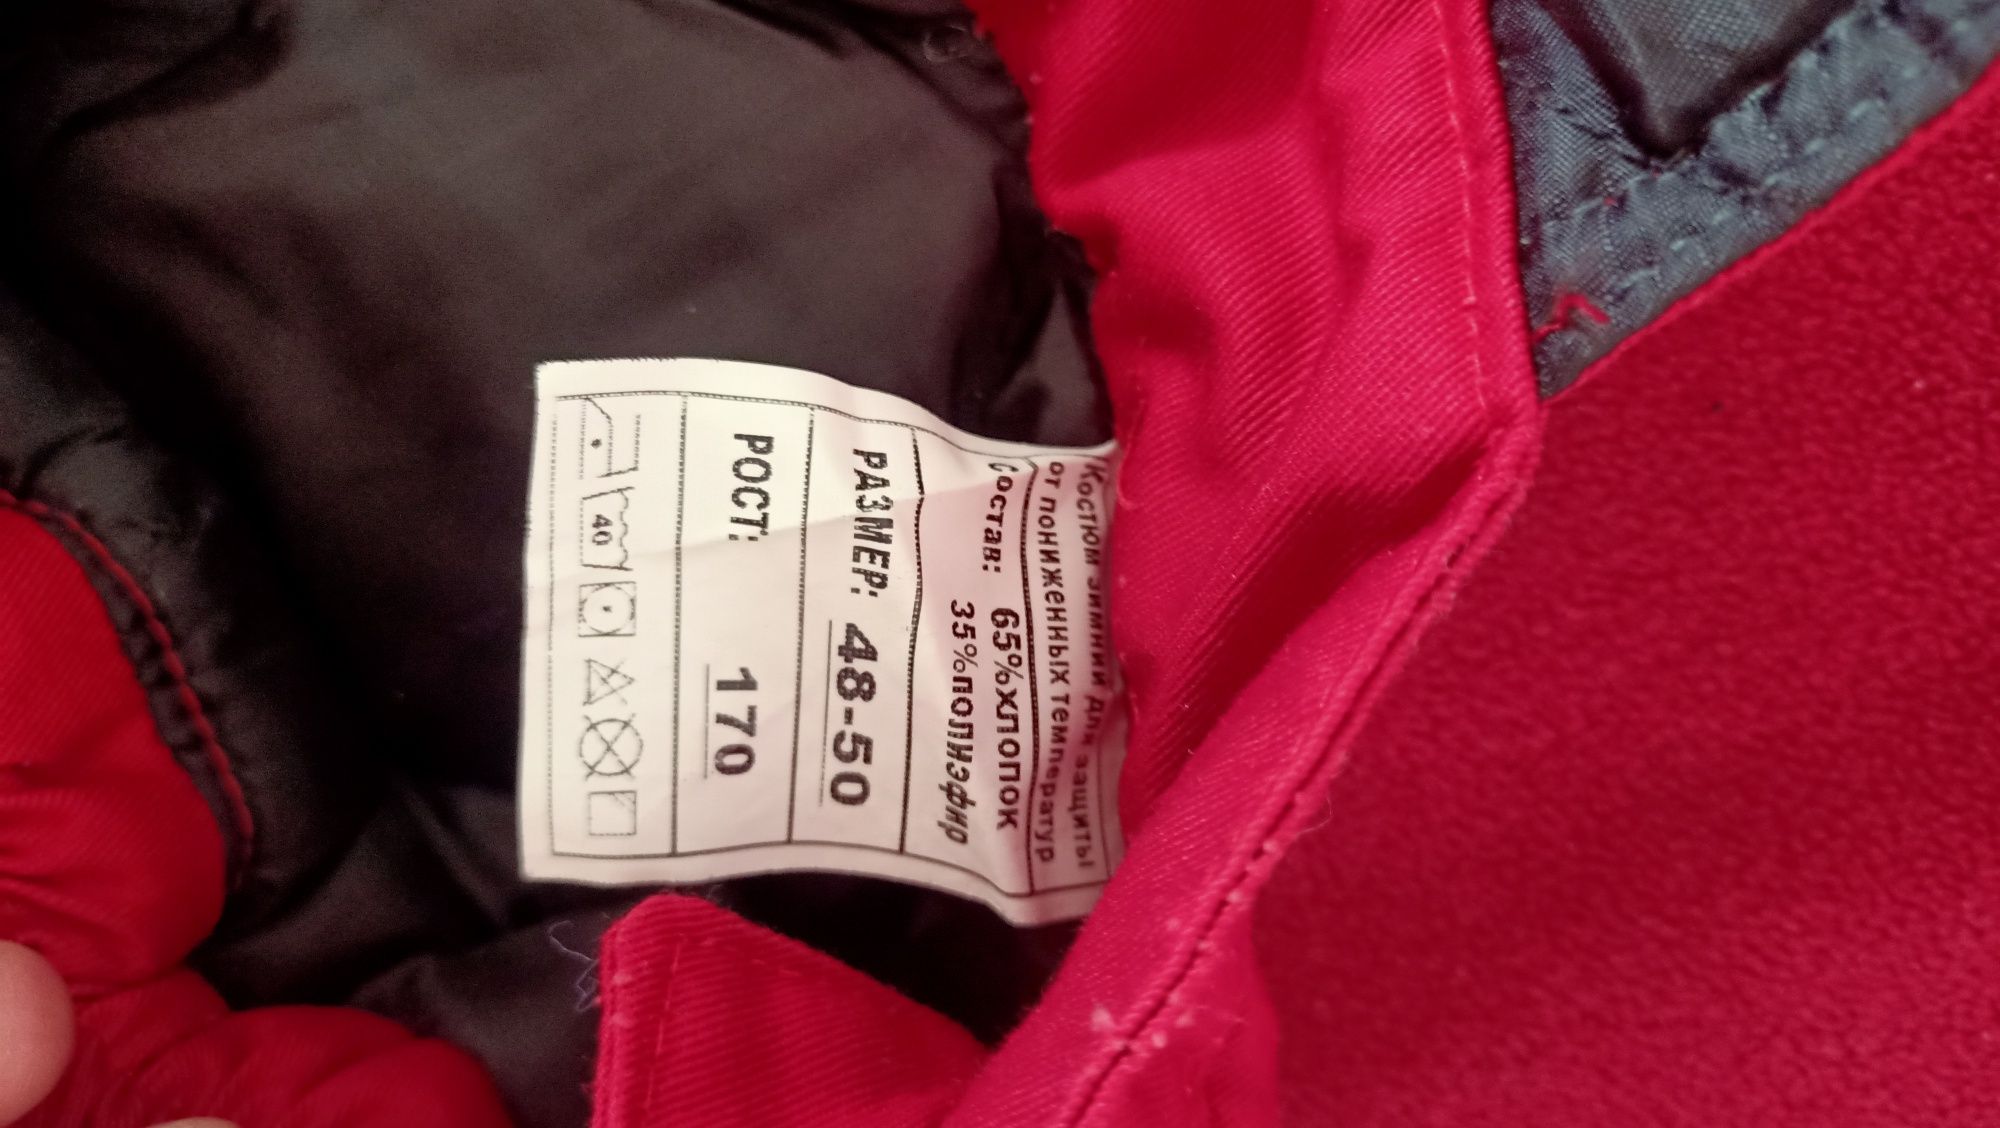 Костюм зимний для защиты
от пониженных температур
Состав: 65%хлопок
35%полиэфир
РАЗМЕР: 48-50
РОСТ: 170
40